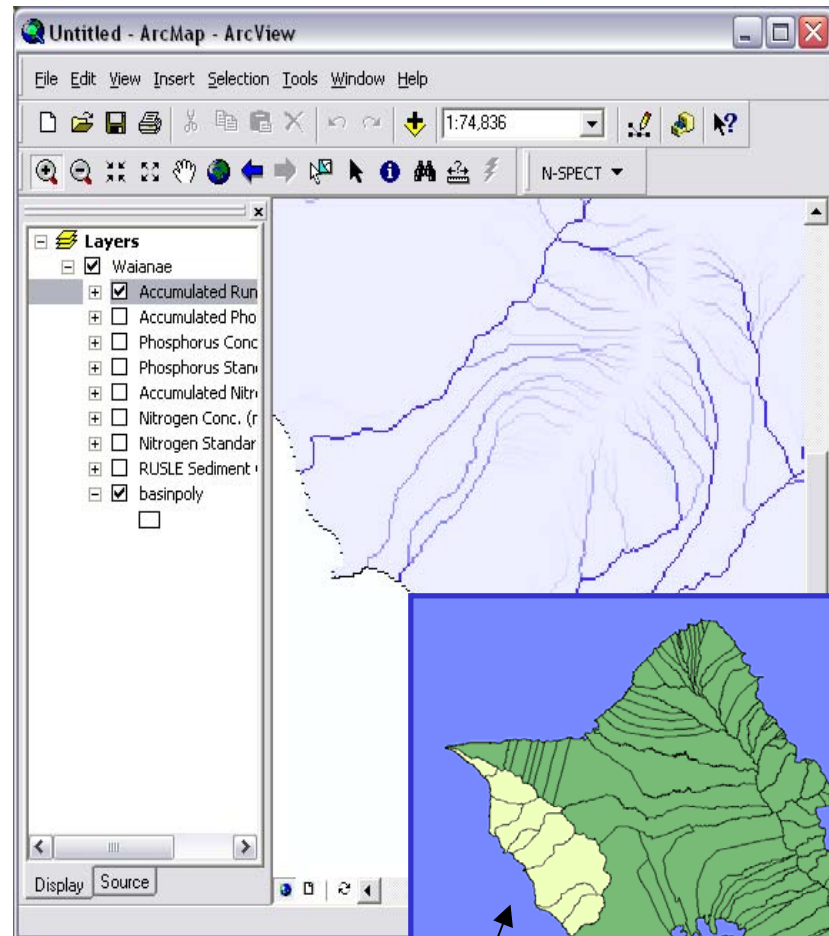 Untitled - ArcMap - ArcView
File Edit View Insert Selection Tools Window Help
1:74,836
N-SPECT
Layers
Waianae
Accumulated Run
Accumulated Pho
Phosphorus Conc
Phosphorus Stan
Accumulated Nitr
Nitrogen Conc. (r
Nitrogen Standar
RUSLE Sediment
basinpoly
Display Source